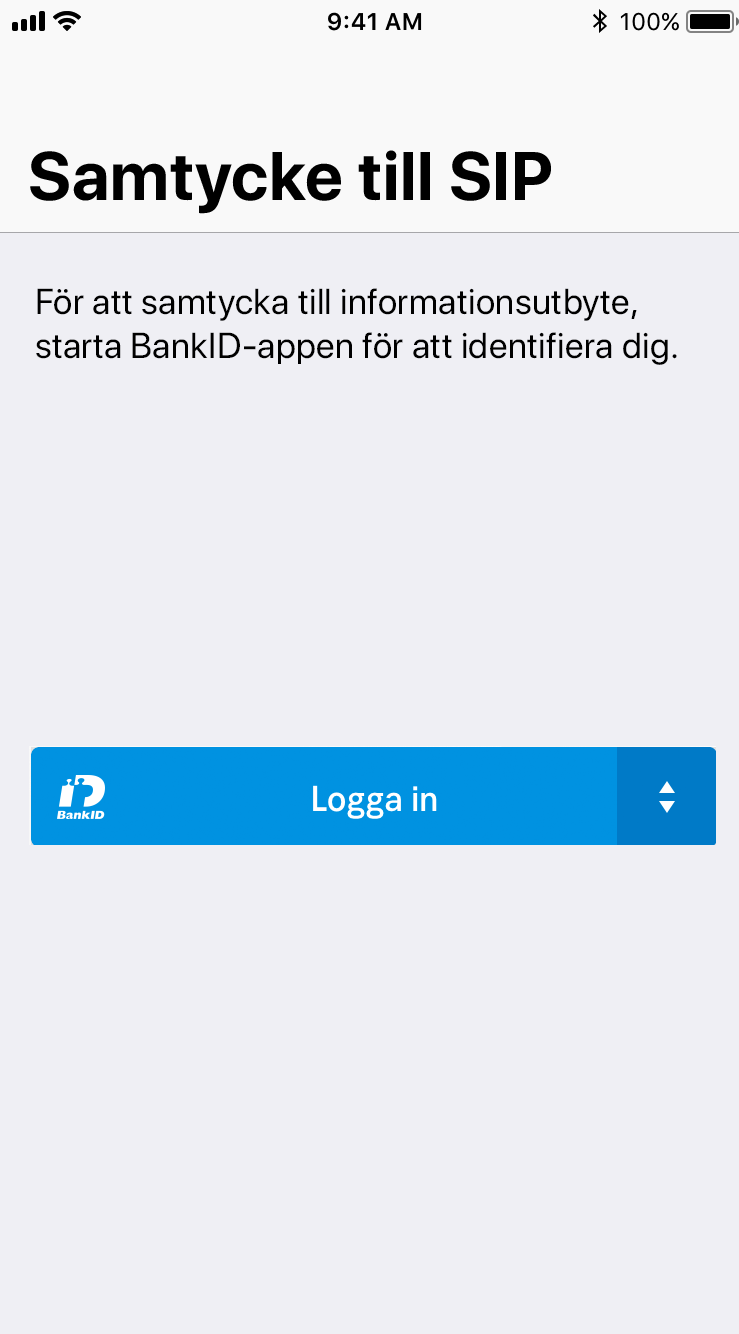 9:41 AM 100%
Samtycke till SIP
För att samtycka till informationsutbyte,
starta BankID-appen för att identifiera dig.
BankID Logga in